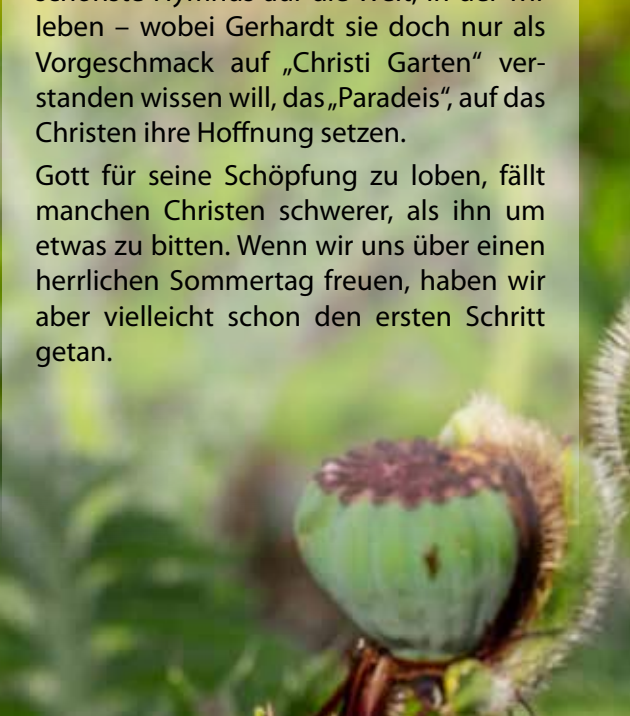 leben – wobei Gerhardt sie doch nur als
Vorgeschmack auf „Christi Garten“ ver-
standen wissen will, das „Paradeis“, auf das
Christen ihre Hoffnung setzen.
Gott für seine Schöpfung zu loben, fällt
manchen Christen schwerer, als ihn um
etwas zu bitten. Wenn wir uns über einen
herrlichen Sommertag freuen, haben wir
aber vielleicht schon den ersten Schritt
getan.